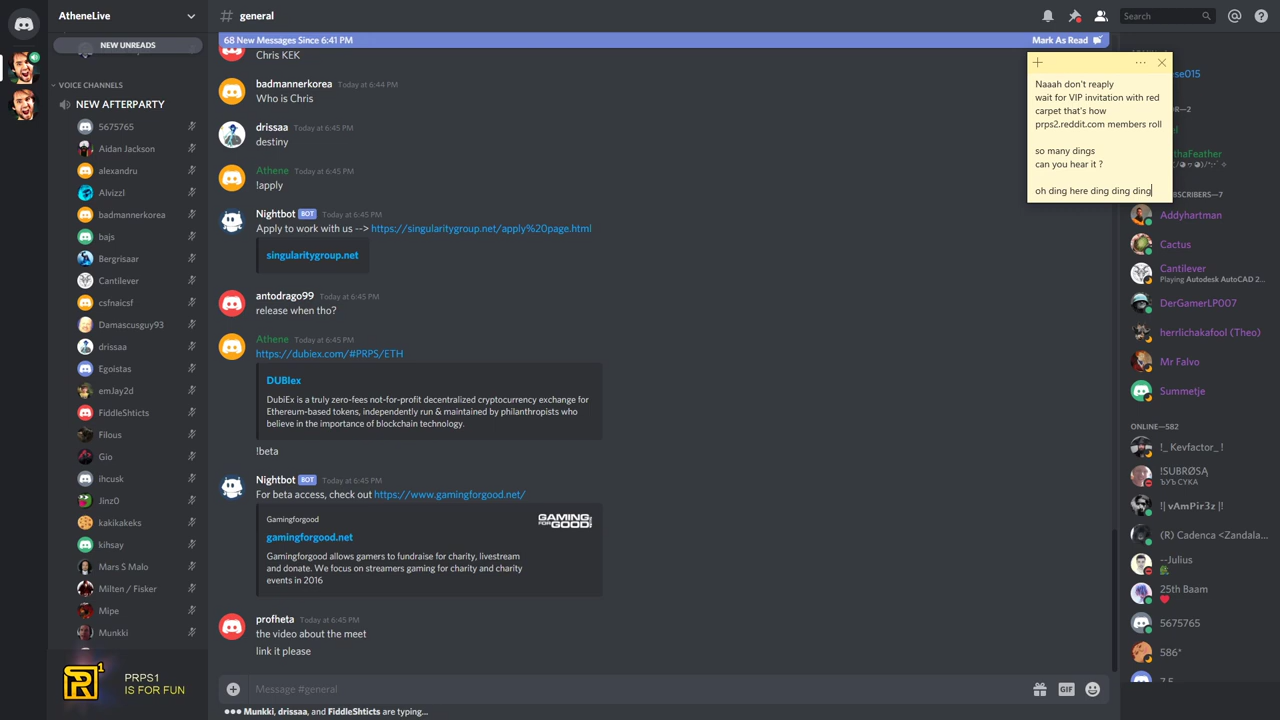 AtheneLive
NEW UNREADS
VOICE CHANNELS
NEW AFTERPARTY
5675765
Aidan Jackson
alexandru
Alvizzl
badmannerkorea
bajs
Bergrisaar
Cantilever
csfnaicsf
Damascusguy93
drissaa
Egoistas
emJay2d
FiddleShticts
Filous
Gio
ihcusk
Jinz0
kakikakeks
kihsay
Mars S Malo
Milten / Fisker
Mipe
Munkki
PRPS1
IS FOR FUN
# general
Search
68 New Messages Since 6:41 PM
Mark As Read
Chris KEK
badmannerkorea Today at 6:44 PM
Who is Chris
drissaa Today at 6:45 PM
destiny
Athene Today at 6:45 PM
!apply
Nightbot BOT Today at 6:45 PM
Apply to work with us --> https://singularitygroup.net/apply%20page.html
singularitygroup.net
antodrago99 Today at 6:45 PM
release when tho?
Athene Today at 6:45 PM
https://dubiex.com/#PRPS/ETH
DUBIex
DubiEx is a truly zero-fees not-for-profit decentralized cryptocurrency exchange for
Ethereum-based tokens, independently run & maintained by philanthropists who
believe in the importance of blockchain technology.
!beta
Nightbot BOT Today at 6:45 PM
For beta access, check out https://www.gamingforgood.net/
Gamingforgood
GAMING FOR GOOD
gamingforgood.net
Gamingforgood allows gamers to fundraise for charity, livestream
and donate. We focus on streamers gaming for charity and charity
events in 2016
profheta Today at 6:45 PM
the video about the meet
link it please
Message #general
GIF
Munkki, drissaa, and FiddleShticts are typing...
Naaah don't reaply
wait for VIP invitation with red
carpet that's how
prps2.reddit.com members roll
so many dings
can you hear it ?
oh ding here ding ding ding
Addyhartman
Cactus
Cantilever
Playing Autodesk AutoCAD 2...
DerGamerLP007
herrlichakafool (Theo)
Mr Falvo
Summetje
ONLINE—582
!_ Kevfactor_ !
!SUBRØSĄ
ЪУЪ CYKA
!| vAmPir3z |!
(R) Cadenca <Zandala...
--Julius
25th Baam
5675765
586*